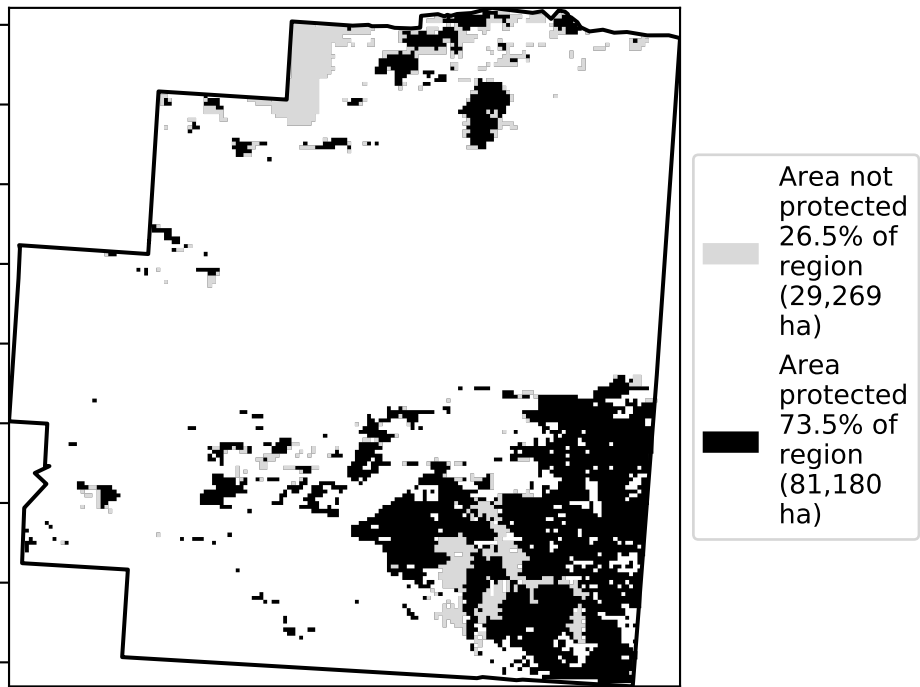 Area not
protected
26.5% of
region
(29,269
ha)
Area
protected
73.5% of
region
(81,180
ha)